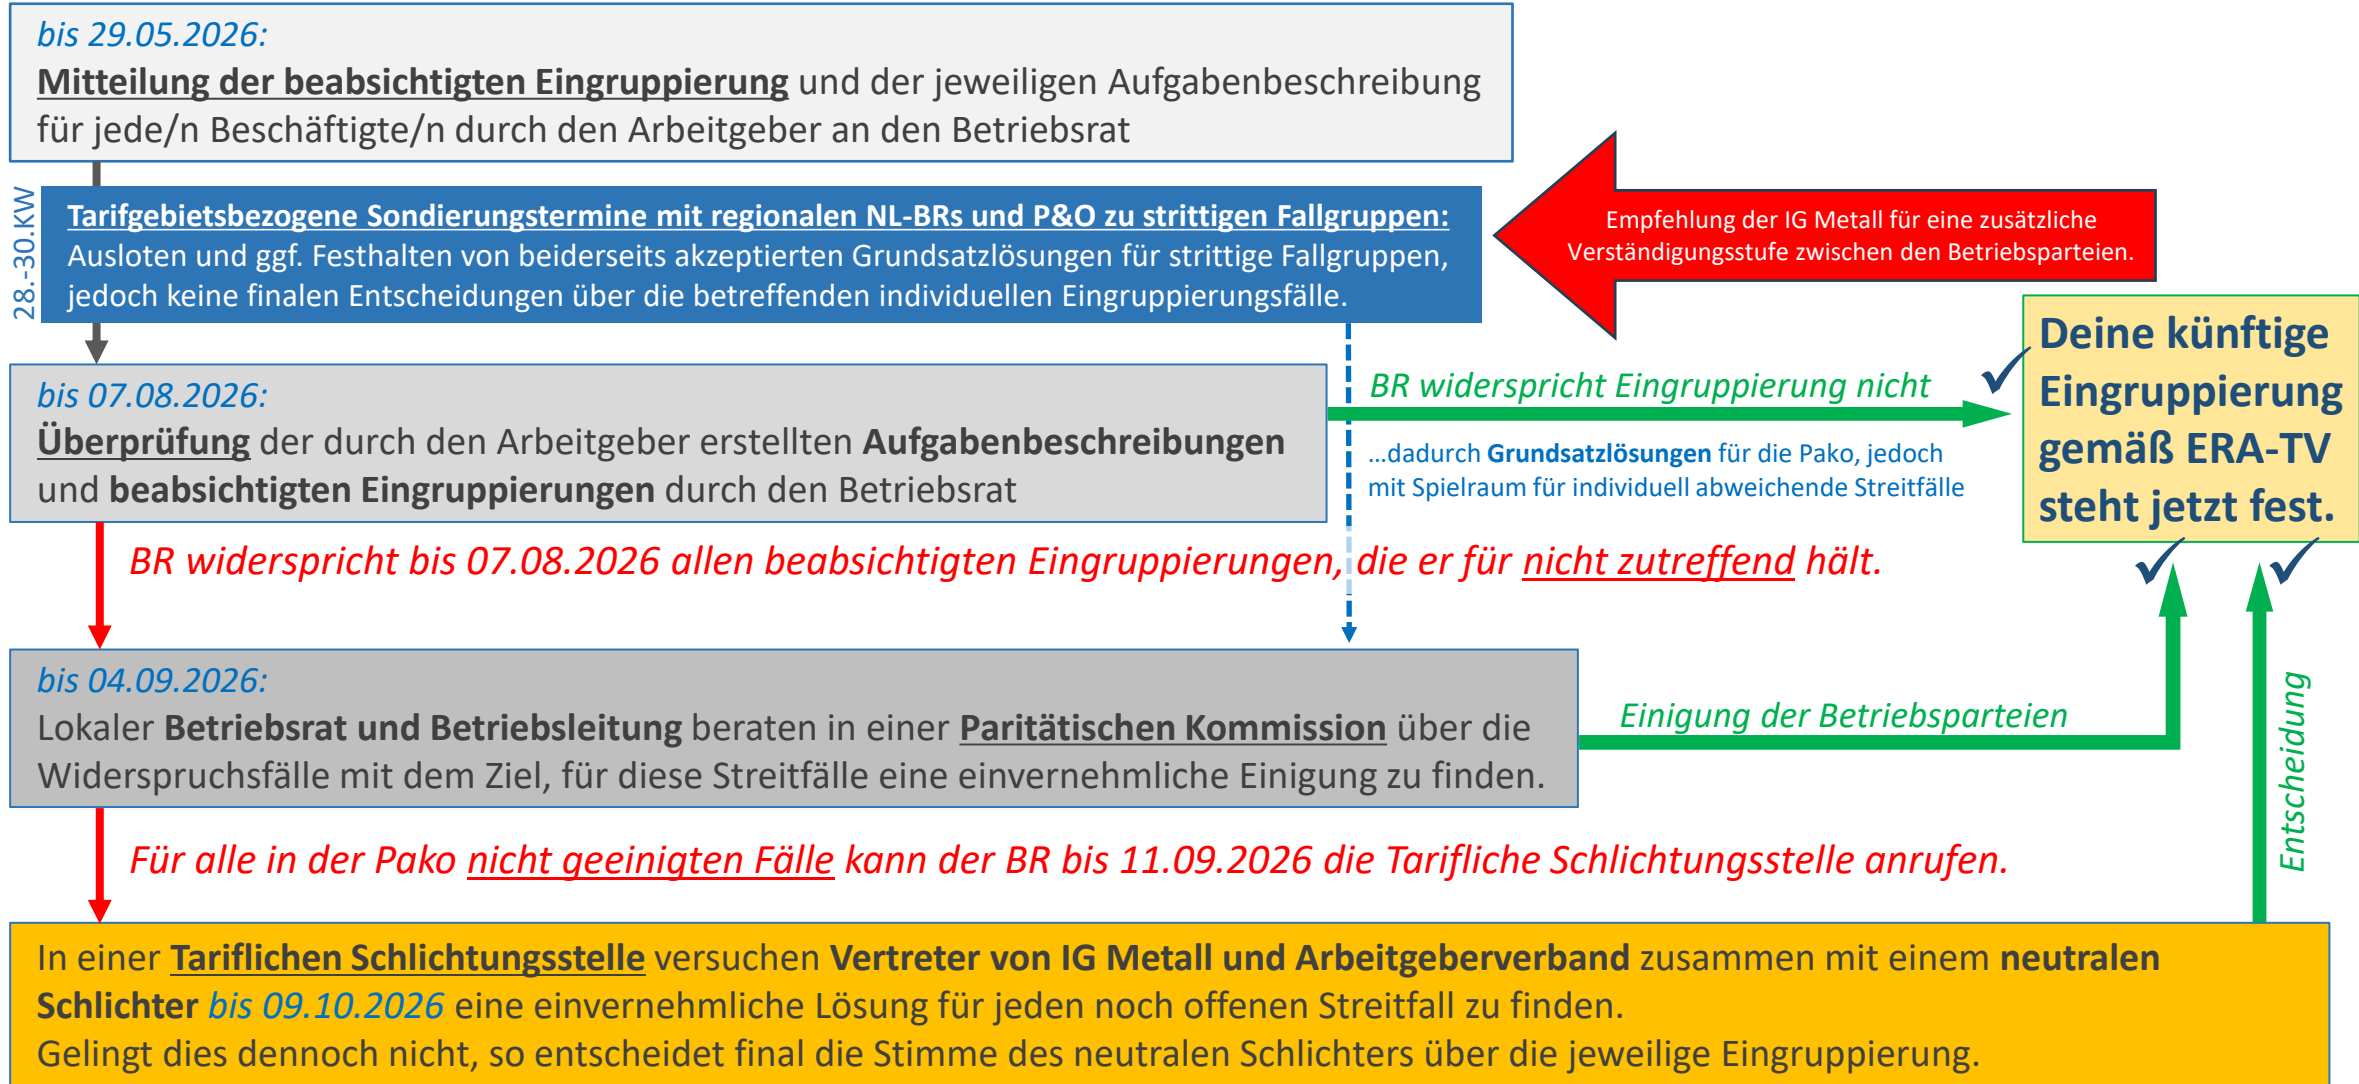 bis 29.05.2026:
Mitteilung der beabsichtigten Eingruppierung und der jeweiligen Aufgabenbeschreibung
für jede/n Beschäftigte/n durch den Arbeitgeber an den Betriebsrat
28.-30.KW
Tarifgebietsbezogene Sondierungstermine mit regionalen NL-BRs und P&O zu strittigen Fallgruppen:
Ausloten und ggf. Festhalten von beiderseits akzeptierten Grundsatzlösungen für strittige Fallgruppen,
jedoch keine finalen Entscheidungen über die betreffenden individuellen Eingruppierungsfälle.
Empfehlung der IG Metall für eine zusätzliche
Verständigungsstufe zwischen den Betriebsparteien.
bis 07.08.2026:
Überprüfung der durch den Arbeitgeber erstellten Aufgabenbeschreibungen
und beabsichtigten Eingruppierungen durch den Betriebsrat
BR widerspricht Eingruppierung nicht
...dadurch Grundsatzlösungen für die Pako, jedoch
mit Spielraum für individuell abweichende Streitfälle
Deine künftige
Eingruppierung
gemäß ERA-TV
steht jetzt fest.
BR widerspricht bis 07.08.2026 allen beabsichtigten Eingruppierungen, die er für nicht zutreffend hält.
bis 04.09.2026:
Lokaler Betriebsrat und Betriebsleitung beraten in einer Paritätischen Kommission über die
Widerspruchsfälle mit dem Ziel, für diese Streitfälle eine einvernehmliche Einigung zu finden.
Einigung der Betriebsparteien
Entscheidung
Für alle in der Pako nicht geeinigten Fälle kann der BR bis 11.09.2026 die Tarifliche Schlichtungsstelle anrufen.
In einer Tariflichen Schlichtungsstelle versuchen Vertreter von IG Metall und Arbeitgeberverband zusammen mit einem neutralen
Schlichter bis 09.10.2026 eine einvernehmliche Lösung für jeden noch offenen Streitfall zu finden.
Gelingt dies dennoch nicht, so entscheidet final die Stimme des neutralen Schlichters über die jeweilige Eingruppierung.